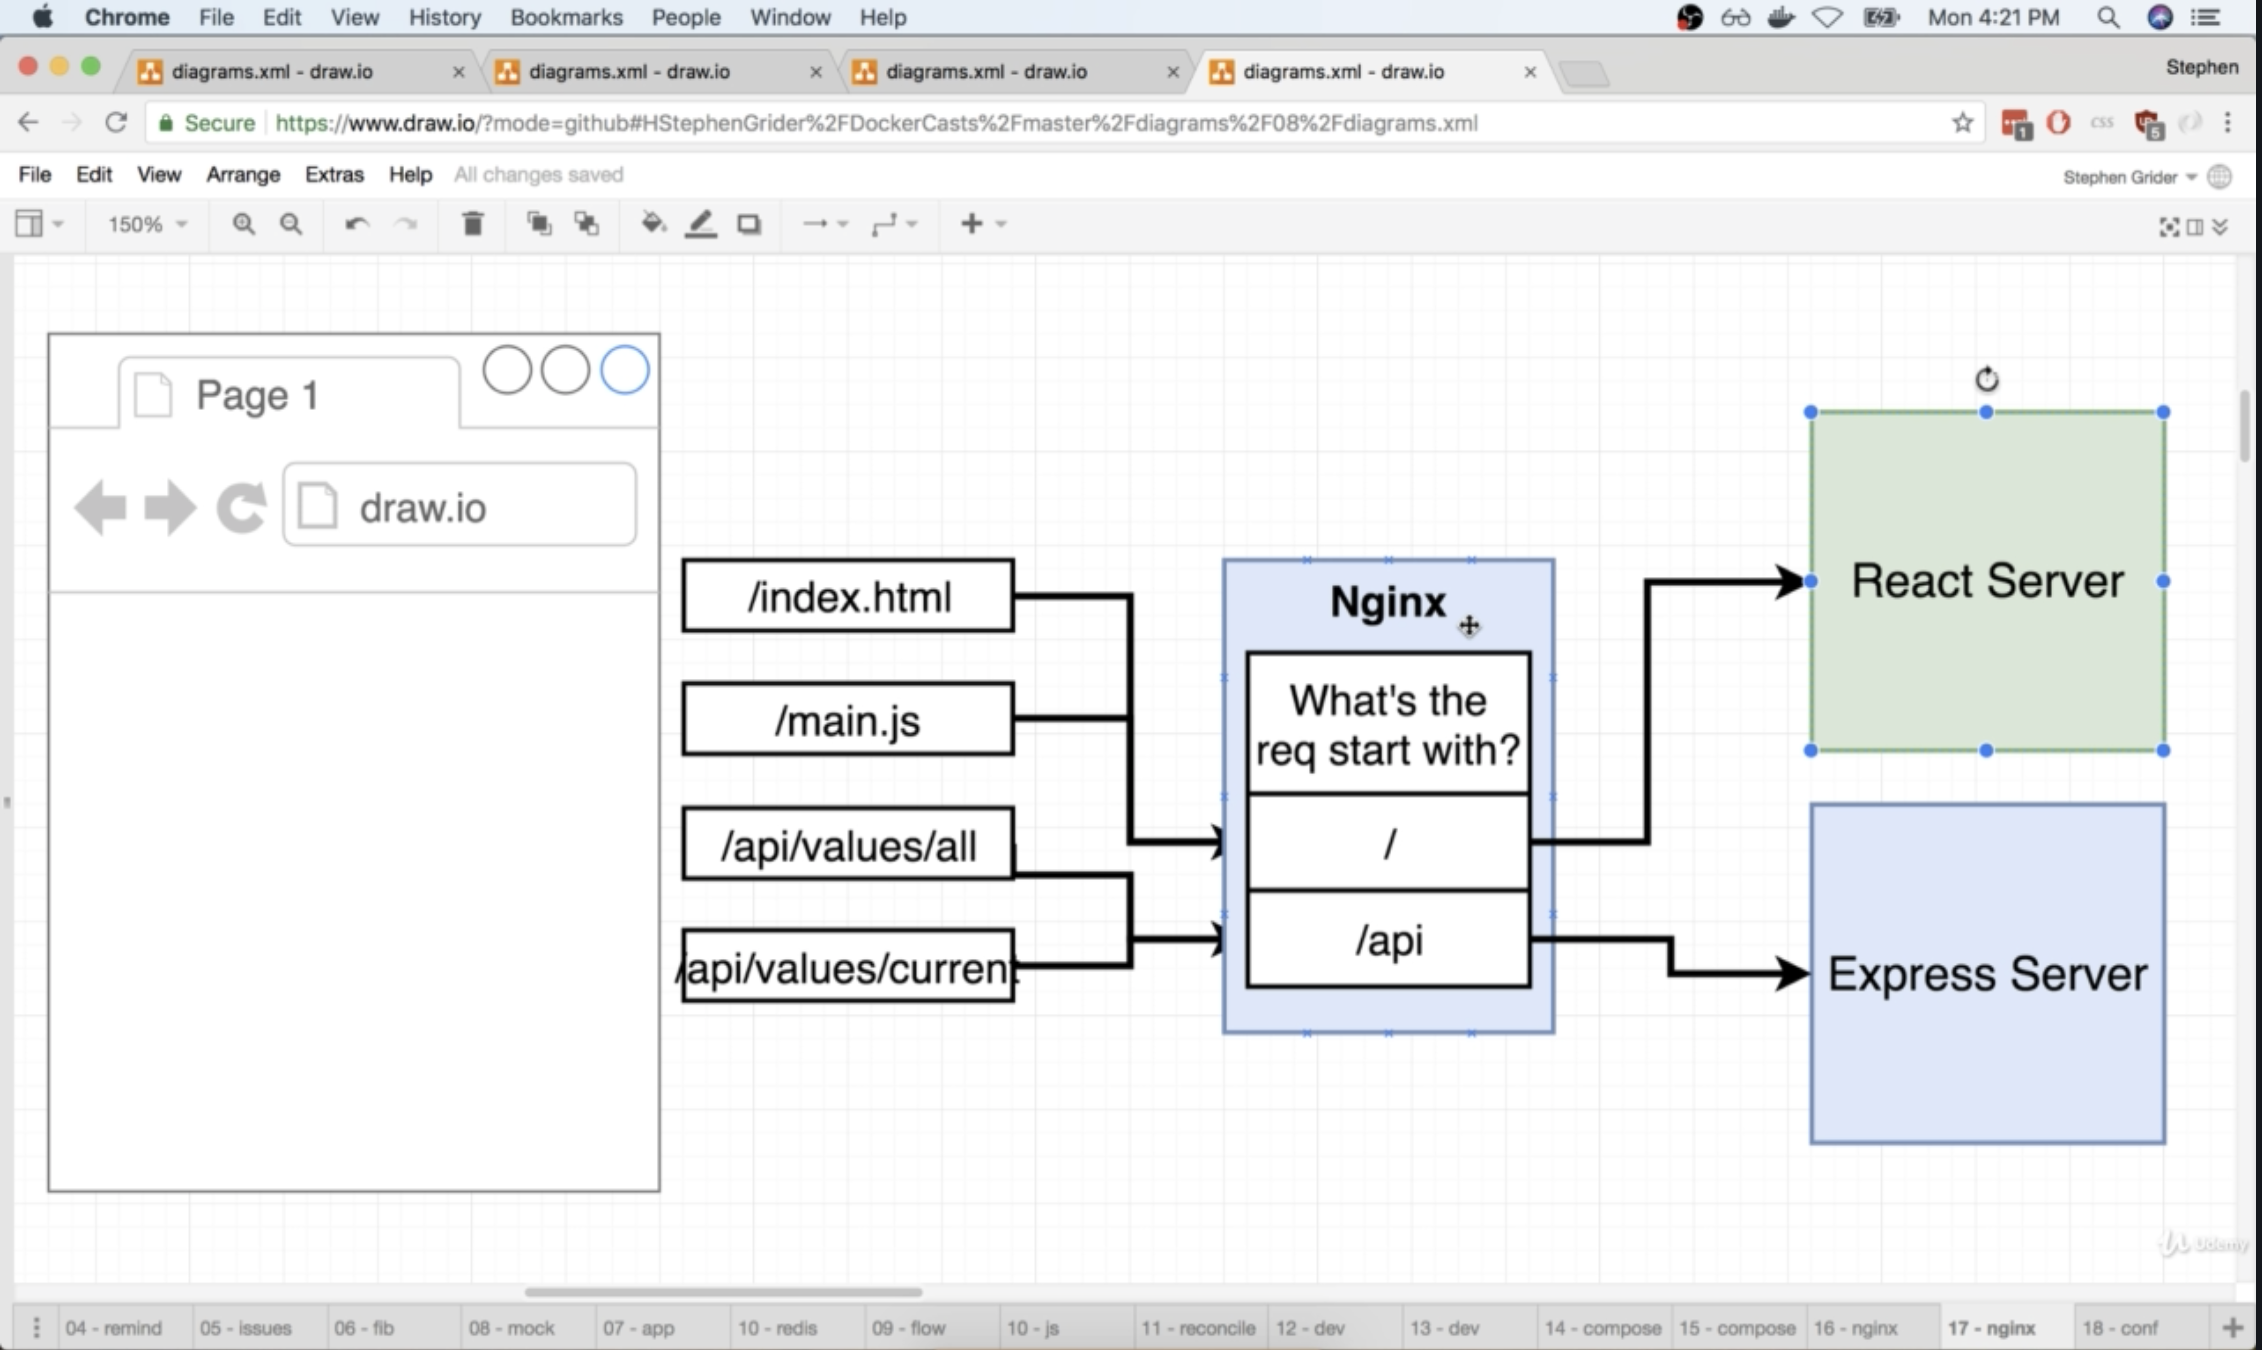 Chrome File Edit View History Bookmarks People Window Help Mon 4:21 PM
diagrams.xml - draw.io diagrams.xml - draw.io diagrams.xml - draw.io diagrams.xml - draw.io Stephen
Secure https://www.draw.io/?mode=github#HStephenGrider%2FDockerCasts%2Fmaster%2Fdiagrams%2F08%2Fdiagrams.xml 1 css 5
File Edit View Arrange Extras Help All changes saved Stephen Grider
150%
Page 1
draw.io
/index.html
/main.js
/api/values/all
/api/values/current
Nginx
What's the
req start with?
/
/api
React Server
Express Server
Udemy
04 - remind 05 - issues 06 - fib 08 - mock 07 - app 10 - redis 09 - flow 10 - js 11 - reconcile 12 - dev 13 - dev 14 - compose 15 - compose 16 - nginx 17 - nginx 18 - conf